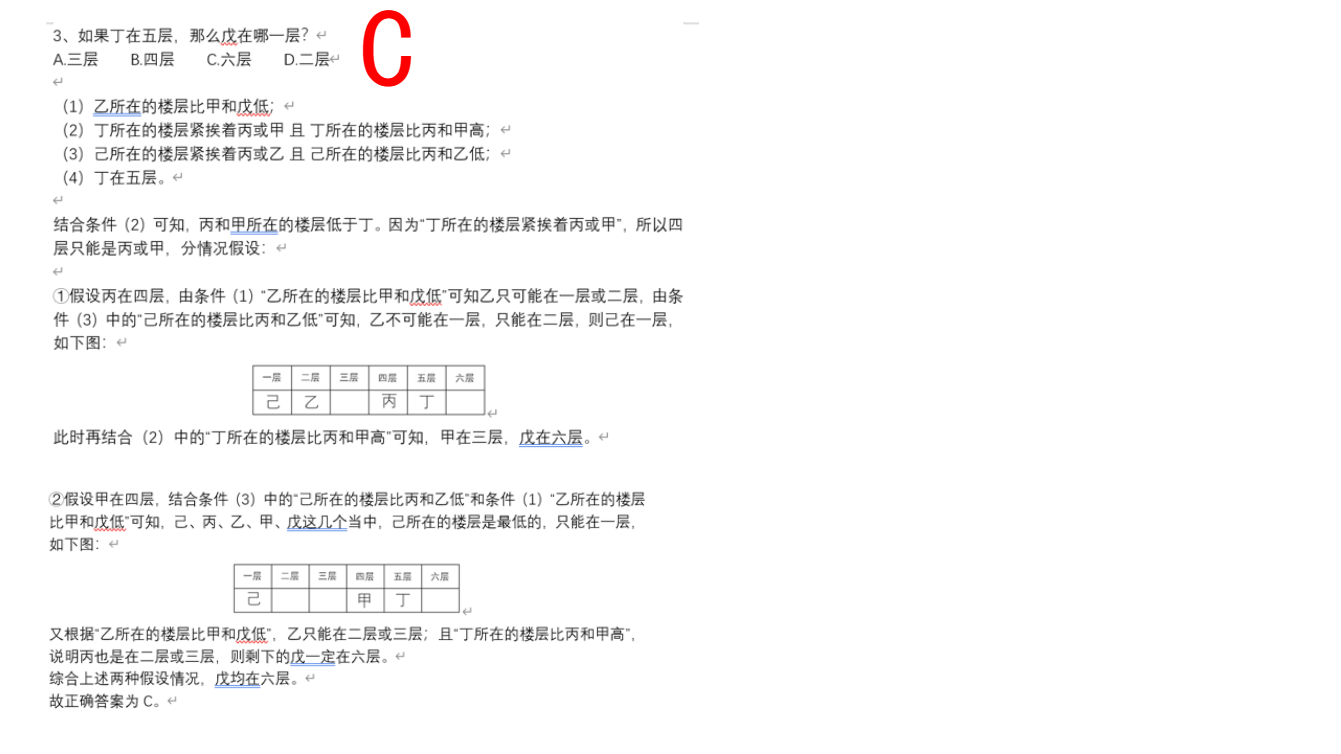 3、如果丁在五层，那么戊在哪一层？
A.三层 B.四层 C.六层 D.二层
C
（1）乙所在的楼层比甲和戊低；
（2）丁所在的楼层紧挨着丙或甲 且 丁所在的楼层比丙和甲高；
（3）己所在的楼层紧挨着丙或乙 且 己所在的楼层比丙和乙低；
（4）丁在五层。
结合条件（2）可知，丙和甲所在的楼层低于丁。因为“丁所在的楼层紧挨着丙或甲”，所以四
层只能是丙或甲，分情况假设：
①假设丙在四层，由条件（1）“乙所在的楼层比甲和戊低”可知乙只可能在一层或二层，由条
件（3）中的“己所在的楼层比丙和乙低”可知，乙不可能在一层，只能在二层，则己在一层，
如下图：
一层 二层 三层 四层 五层 六层
己 乙 丙 丁
此时再结合（2）中的“丁所在的楼层比丙和甲高”可知，甲在三层，戊在六层。
②假设甲在四层，结合条件（3）中的“己所在的楼层比丙和乙低”和条件（1）“乙所在的楼层
比甲和戊低”可知，己、丙、乙、甲、戊这几个当中，己所在的楼层是最低的，只能在一层，
如下图：
一层 二层 三层 四层 五层 六层
己 甲 丁
又根据“乙所在的楼层比甲和戊低”，乙只能在二层或三层；且“丁所在的楼层比丙和甲高”，
说明丙也是在二层或三层，则剩下的戊一定在六层。
综合上述两种假设情况，戊均在六层。
故正确答案为 C。